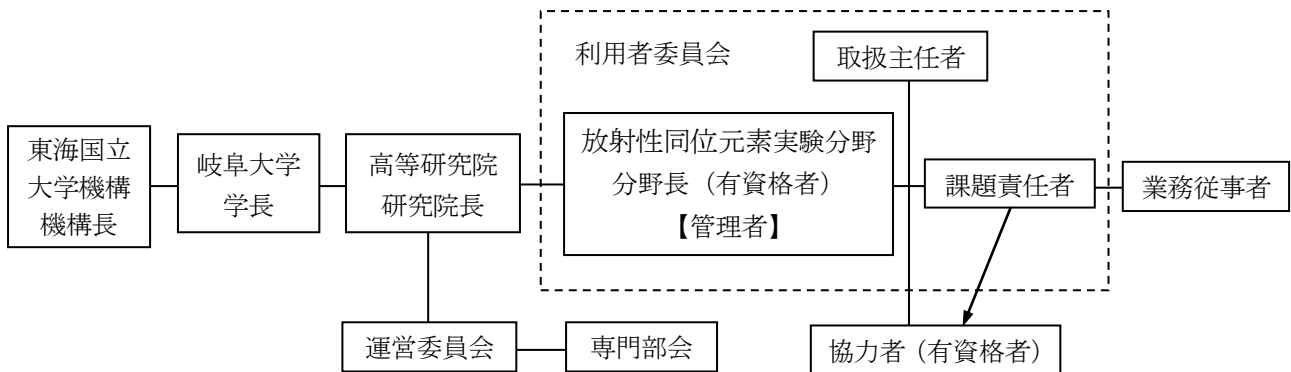 利用者委員会
取扱主任者
東海国立
大学機構
機構長
岐阜大学
学長
高等研究院
研究院長
放射性同位元素実験分野
分野長（有資格者）
【管理者】
課題責任者
業務従事者
運営委員会
専門部会
協力者（有資格者）